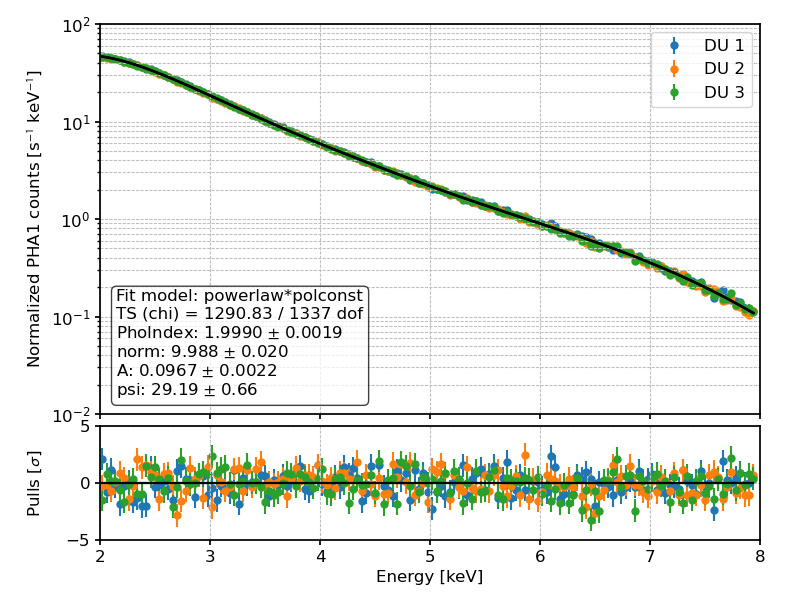 10²
10¹
10⁰
10⁻¹
10⁻²
Normalized PHA1 counts [s⁻¹ keV⁻¹]
DU 1
DU 2
DU 3
Fit model: powerlaw*polconst
TS (chi) = 1290.83 / 1337 dof
PhoIndex: 1.9990 ± 0.0019
norm: 9.988 ± 0.020
A: 0.0967 ± 0.0022
psi: 29.19 ± 0.66
5
0
−5
Pulls [σ]
2 3 4 5 6 7 8
Energy [keV]